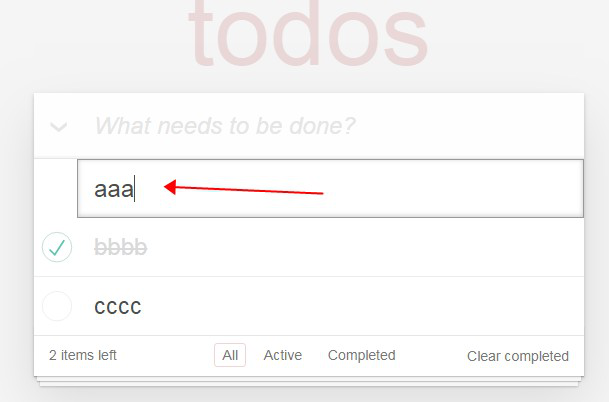 todos
What needs to be done?
aaa
bbbb
cccc
2 items left All Active Completed Clear completed